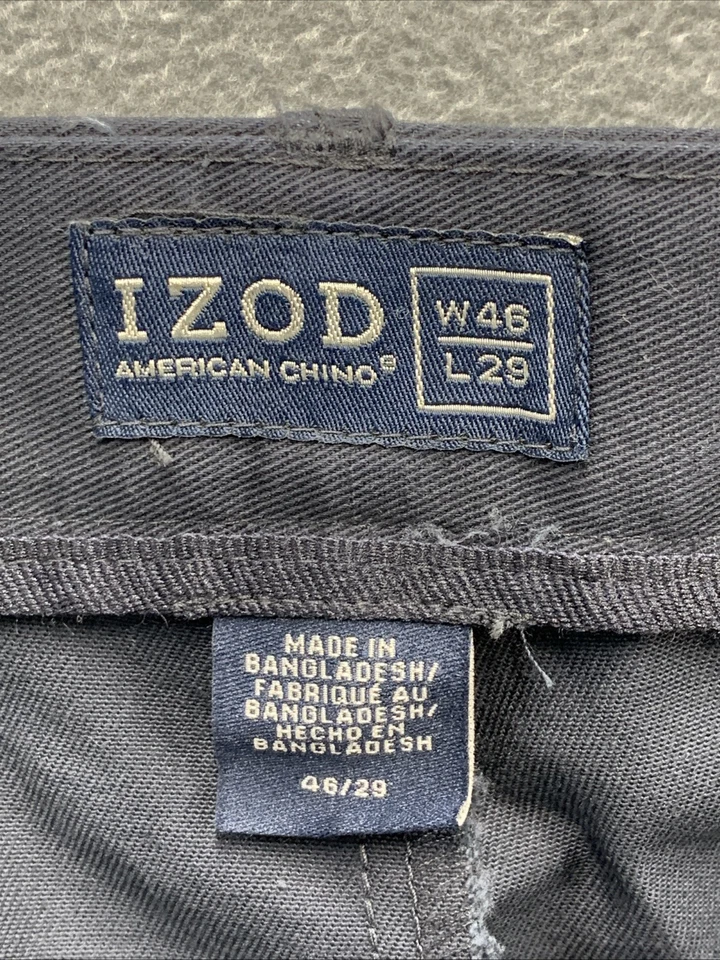 IZOD
AMERICAN CHINO®
W46
L29
MADE IN
BANGLADESH/
FABRIQUÉ AU
BANGLADESH/
HECHO EN
BANGLADESH
46/29